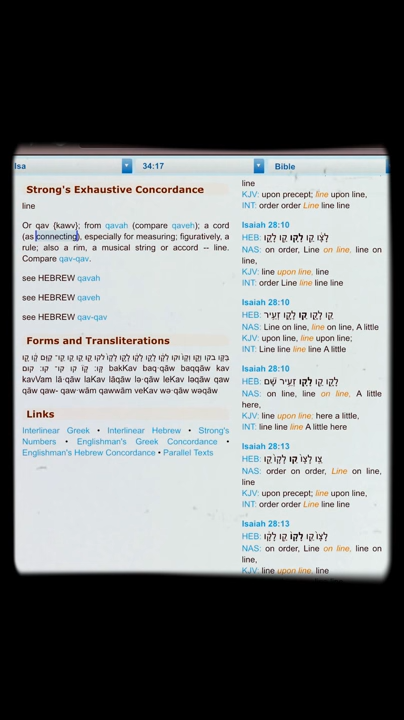 Isa
34:17
Bible
Strong's Exhaustive Concordance
line
Or qav {kawv}; from qavah (compare qaveh); a cord
(as connecting), especially for measuring; figuratively, a
rule; also a rim, a musical string or accord -- line.
Compare qav-qav.
see HEBREW qavah
see HEBREW qaveh
see HEBREW qav-qav
Forms and Transliterations
bakKav baq·qāw baqqāw kav
kavVam lā·qāw laKav lāqāw lə·qāw leKav ləqāw qaw
qāw qaw- qaw·wām qawwām veKav wə·qāw wəqāw
Links
Interlinear Greek • Interlinear Hebrew • Strong's
Numbers • Englishman's Greek Concordance •
Englishman's Hebrew Concordance • Parallel Texts
line
KJV: upon precept; line upon line,
INT: order order Line line line
Isaiah 28:10
HEB: לָצָ֔ו קַ֥ו לָקָ֖ו קַ֣ו לָקָ֑ו
NAS: on order, Line on line, line on
line,
KJV: line upon line, line
INT: order Line line line line
Isaiah 28:10
HEB: קַ֥ו לָקָ֖ו קַ֣ו לָקָ֑ו זְעֵ֥יר
NAS: Line on line, line on line, A little
KJV: upon line, line upon line;
INT: Line line line line A little
Isaiah 28:10
HEB: לָקָ֖ו קַ֣ו לָקָ֑ו זְעֵ֥יר שָׁ֖ם
NAS: on line, line on line, A little
here,
KJV: line upon line; here a little,
INT: line line line A little here
Isaiah 28:13
HEB: צַ֣ו לָצָ֗ו קַ֤ו לָקָו֙ קַ֣ו
NAS: order on order, Line on line,
line
KJV: upon precept; line upon line,
INT: order order Line line line
Isaiah 28:13
HEB: לָצָ֗ו קַ֤ו לָקָו֙ קַ֣ו לָקָ֔ו
NAS: on order, Line on line, line on
line,
KJV: line upon line, line